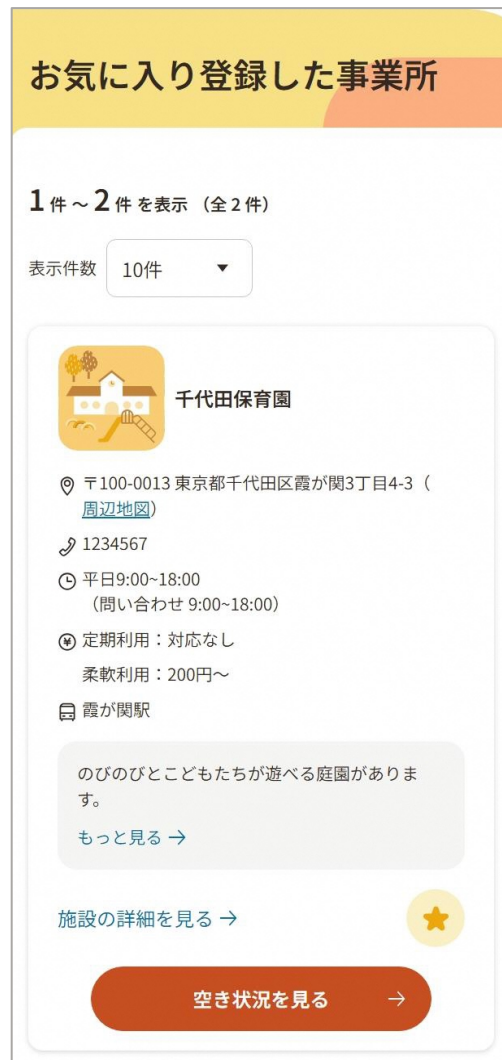 お気に入り登録した事業所
1 件 ～ 2 件 を表示 （全 2 件）
表示件数
10件
千代田保育園
〒100-0013 東京都千代田区霞が関3丁目4-3（
周辺地図）
1234567
平日9:00~18:00
（問い合わせ 9:00~18:00）
定期利用：対応なし
柔軟利用：200円～
霞が関駅
のびのびとこどもたちが遊べる庭園がありま
す。
もっと見る →
施設の詳細を見る →
空き状況を見る →